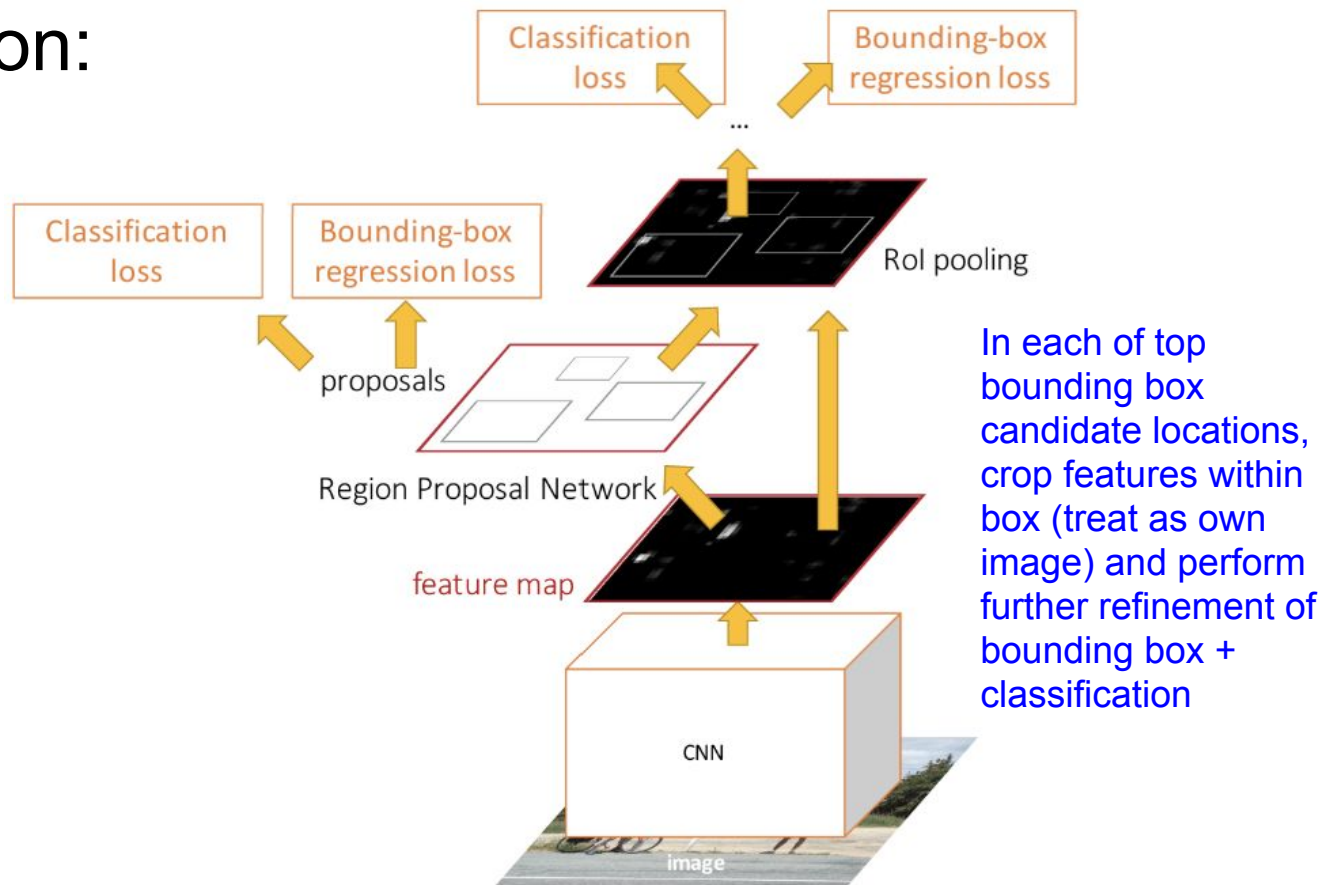 on:
Classification
loss
Bounding-box
regression loss
...
Classification
loss
Bounding-box
regression loss
RoI pooling
proposals
In each of top
bounding box
candidate locations,
crop features within
box (treat as own
image) and perform
further refinement of
bounding box +
classification
Region Proposal Network
feature map
CNN
image